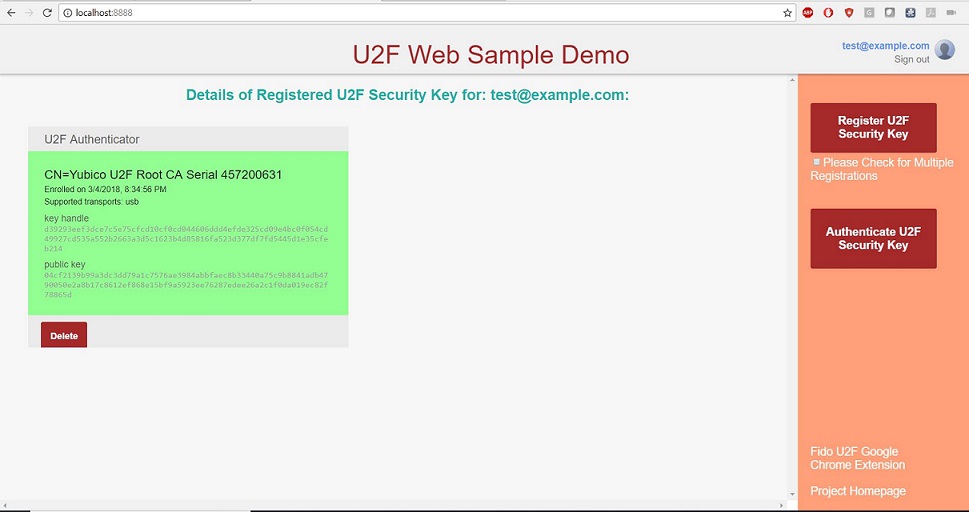 localhost:8888
U2F Web Sample Demo
test@example.com
Sign out
Details of Registered U2F Security Key for: test@example.com:
U2F Authenticator
CN=Yubico U2F Root CA Serial 457200631
Enrolled on 3/4/2018, 8:34:56 PM
Supported transports: usb
key handle
public key
Delete
Register U2F
Security Key
Please Check for Multiple
Registrations
Authenticate U2F
Security Key
Fido U2F Google
Chrome Extension
Project Homepage